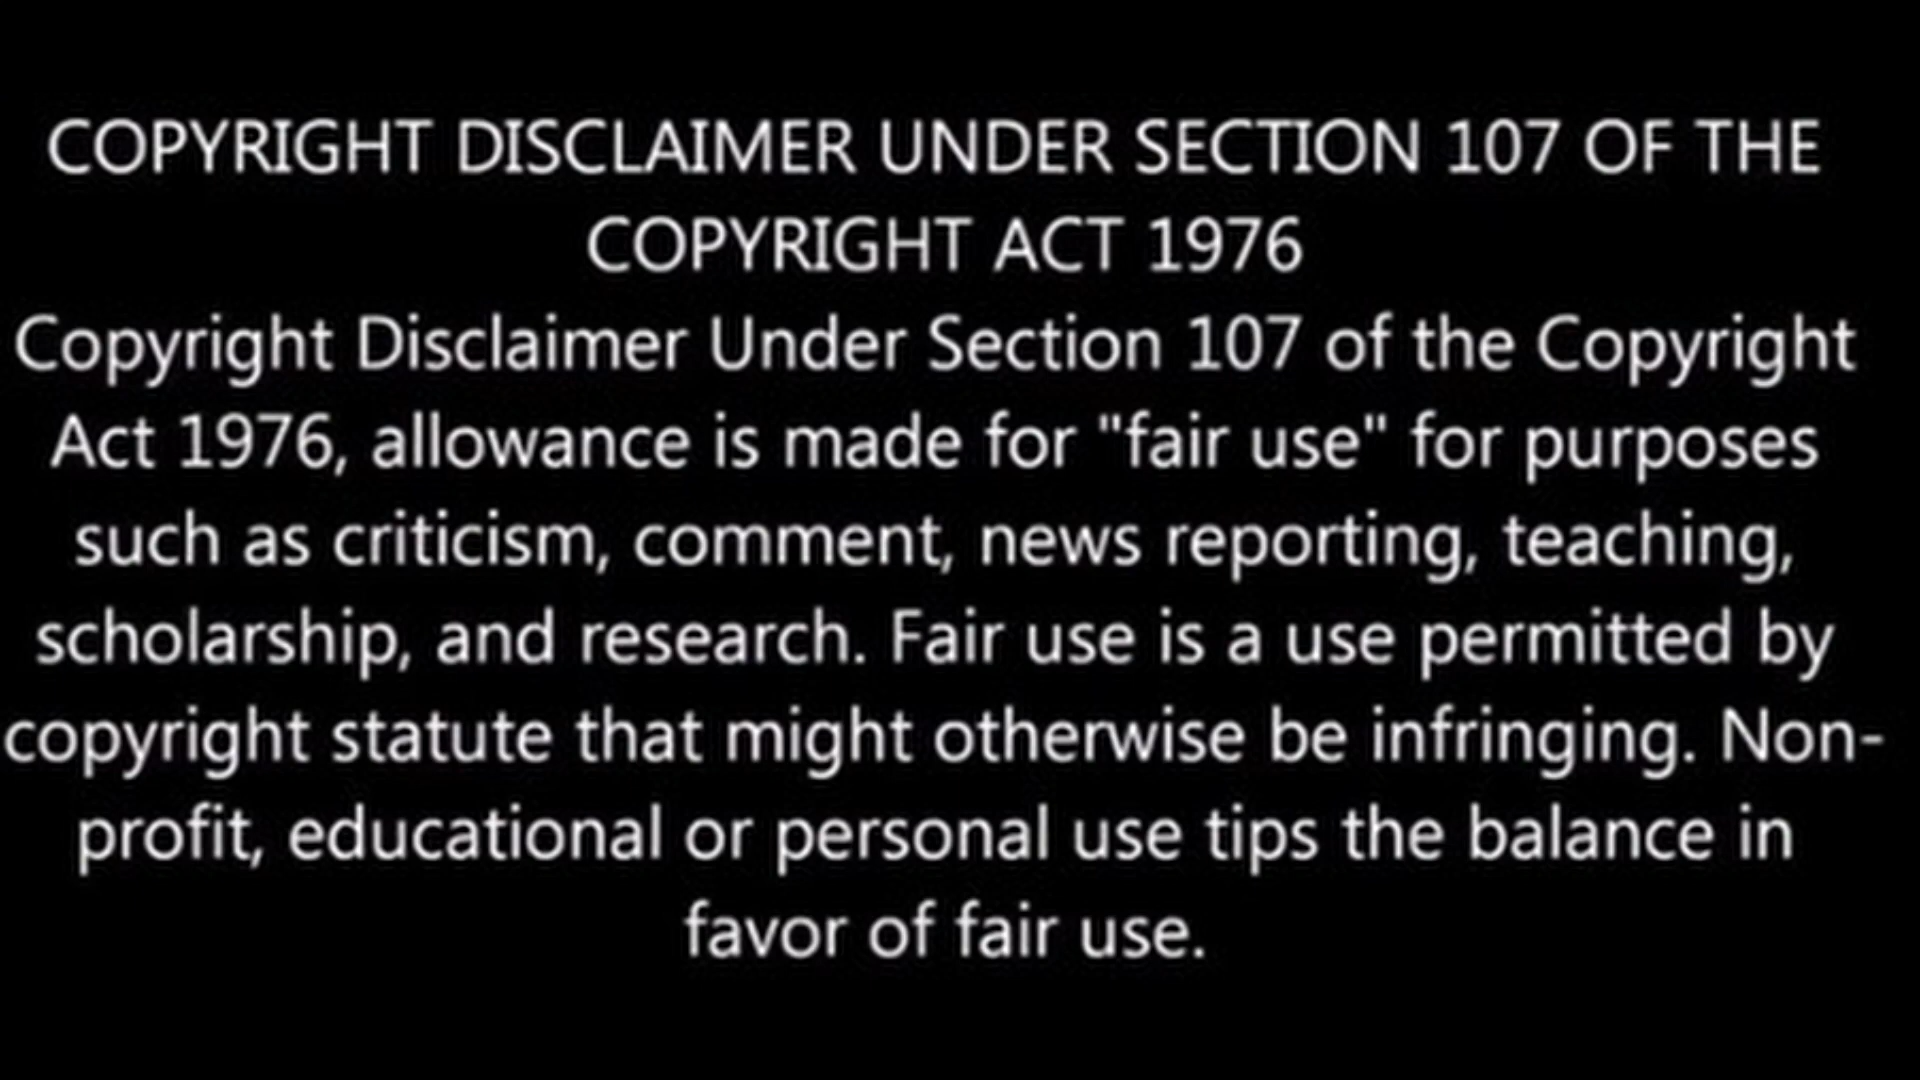 COPYRIGHT DISCLAIMER UNDER SECTION 107 OF THE
COPYRIGHT ACT 1976
Copyright Disclaimer Under Section 107 of the Copyright
Act 1976, allowance is made for "fair use" for purposes
such as criticism, comment, news reporting, teaching,
scholarship, and research. Fair use is a use permitted by
copyright statute that might otherwise be infringing. Non-
profit, educational or personal use tips the balance in
favor of fair use.